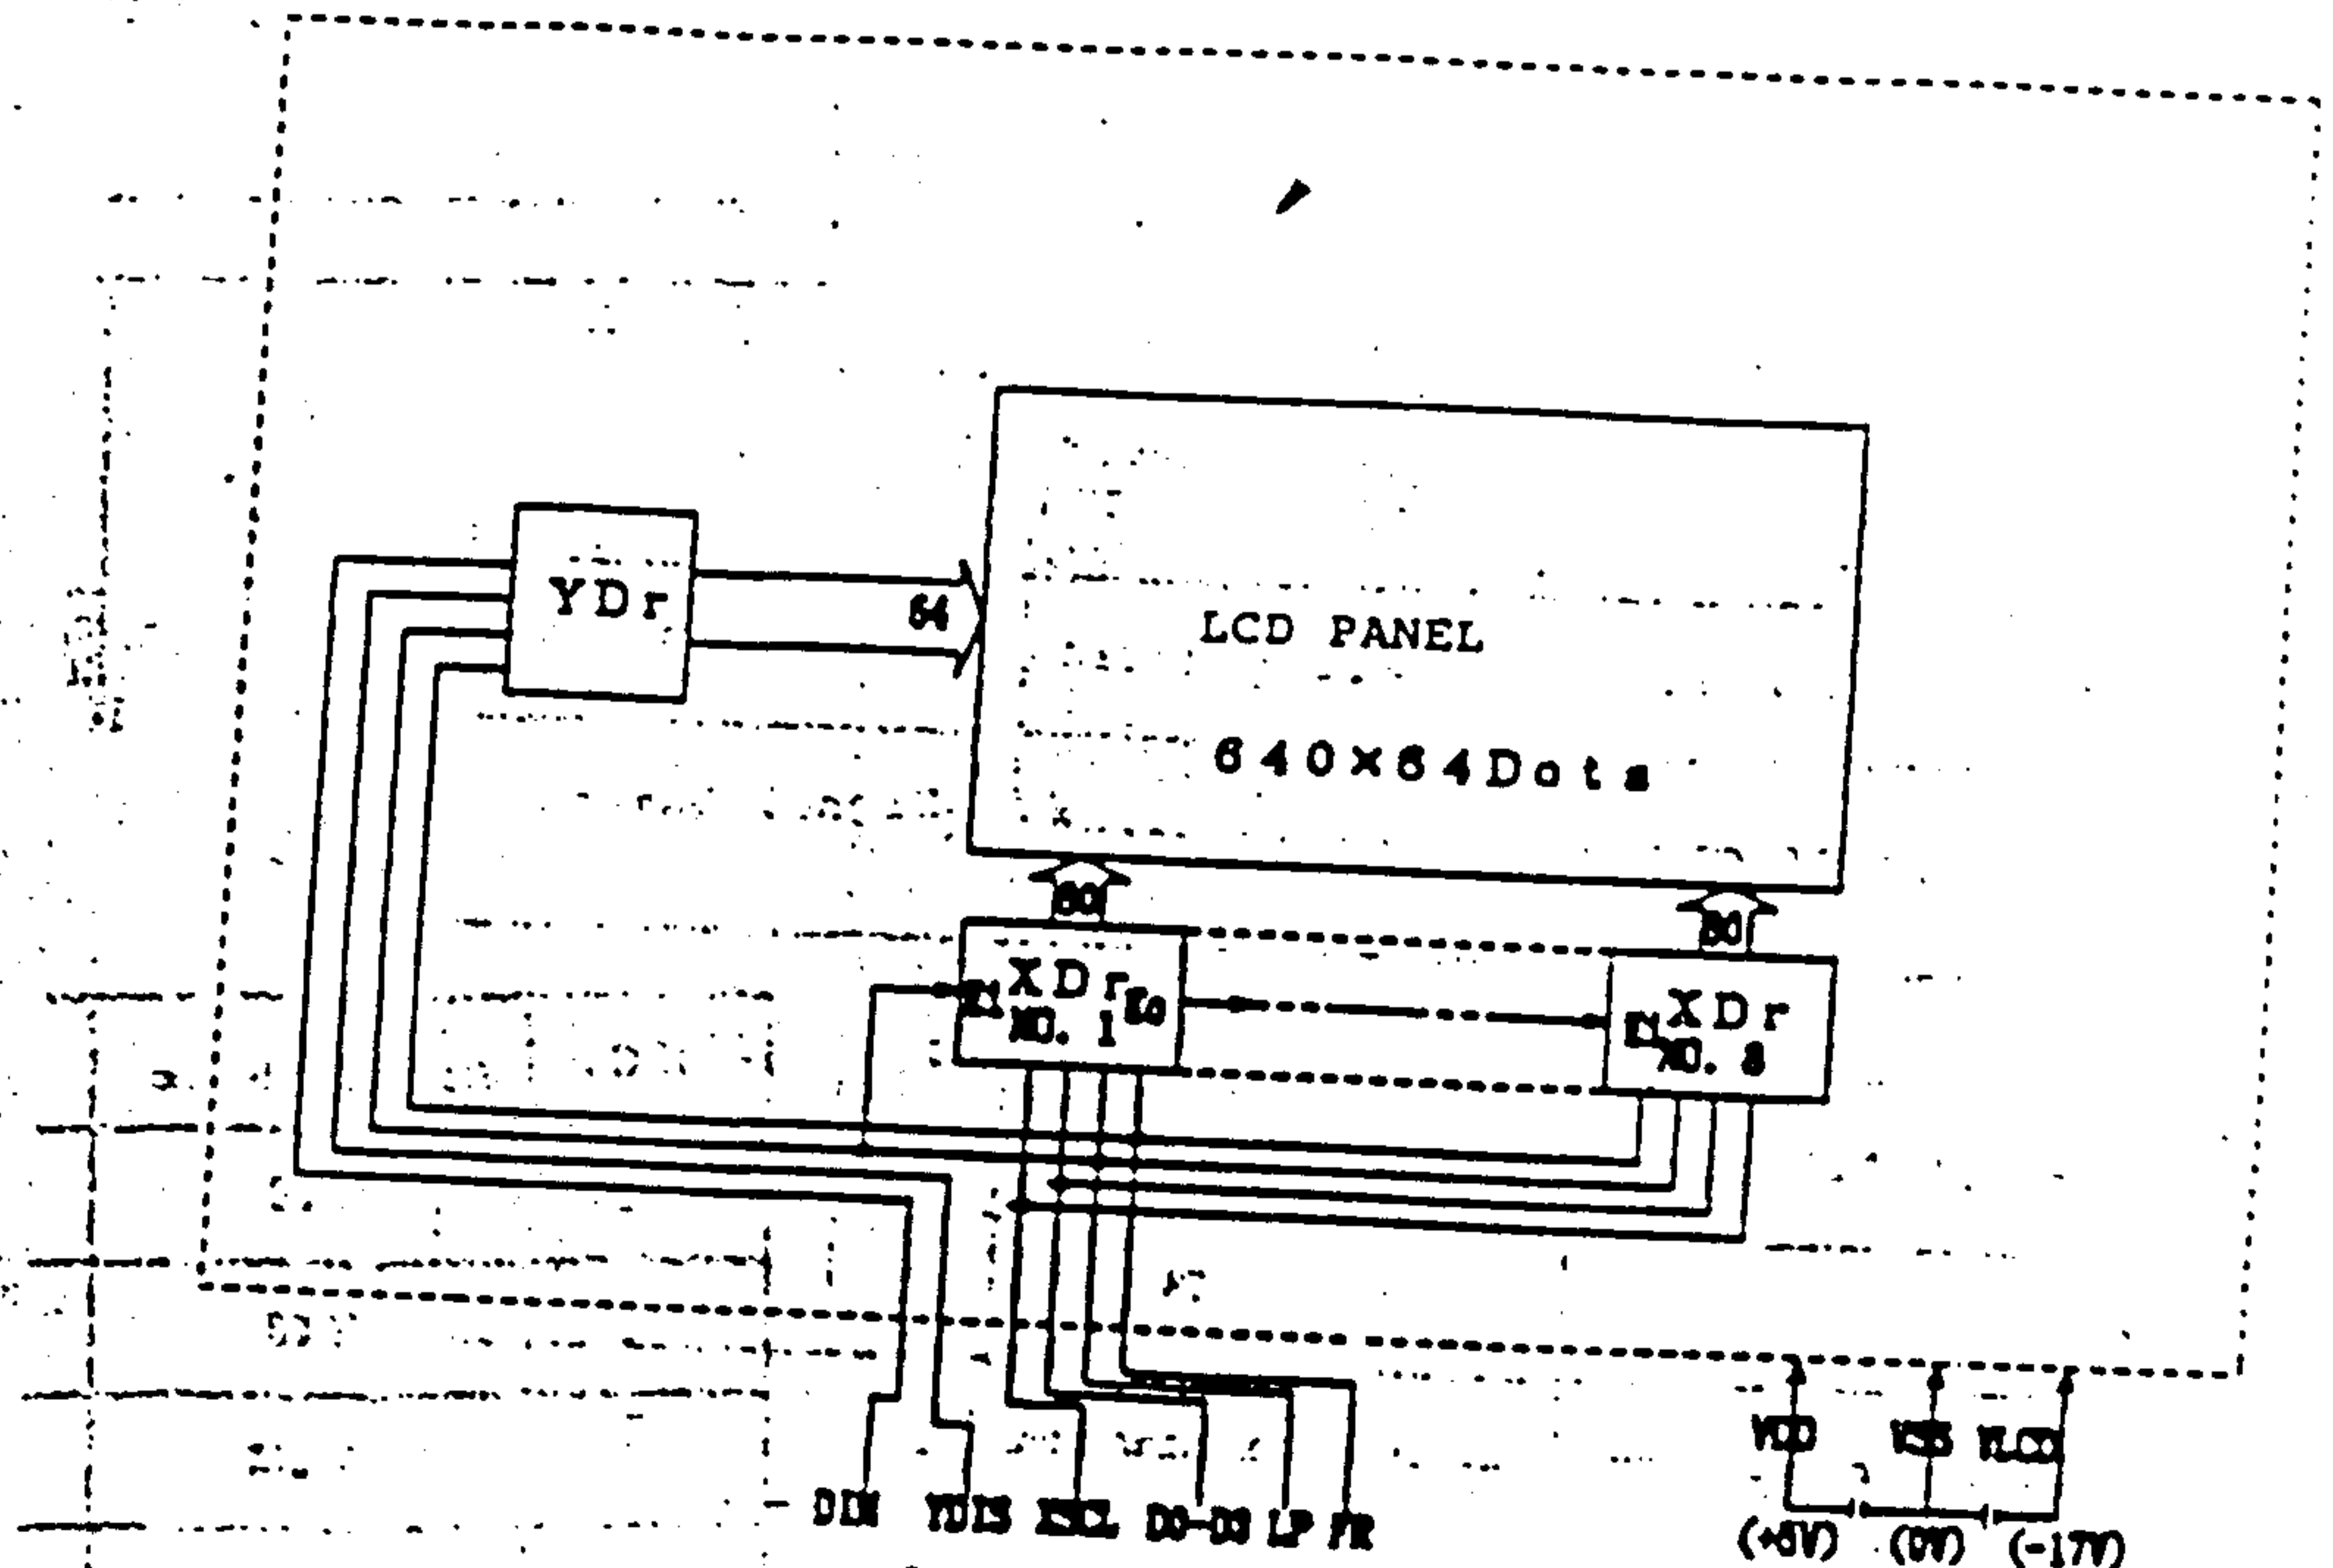 YDr
64
LCD PANEL
640×64Dots
80
80
XDr
NO. 1
EO
XDr
NO. 8
DIN
YDIS
XSCL
D0-D3
LP
FR
VDD
VSS
VLCD
(+5V)
(0V)
(-17V)